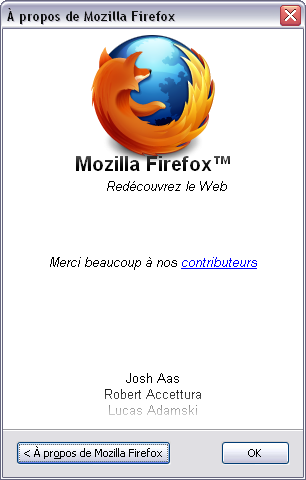 À propos de Mozilla Firefox
Mozilla Firefox™
Redécouvrez le Web
Merci beaucoup à nos contributeurs
Josh Aas
Robert Accettura
Lucas Adamski
< À propos de Mozilla Firefox
OK